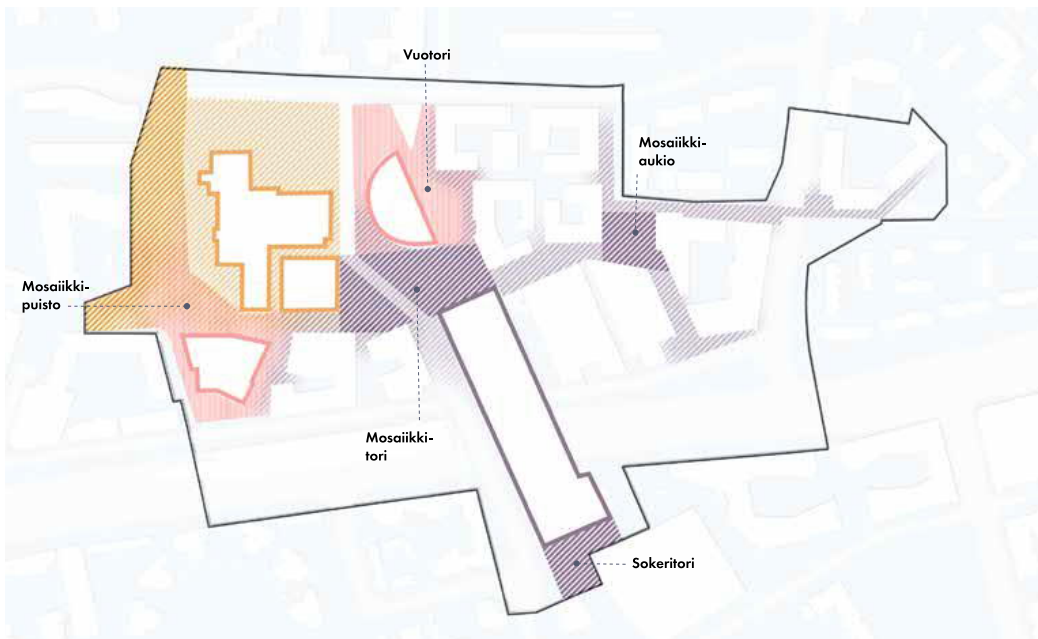 Vuotori
Mosaiikki-
aukio
Mosaiikki-
puisto
Mosaiikki-
tori
Sokeritori